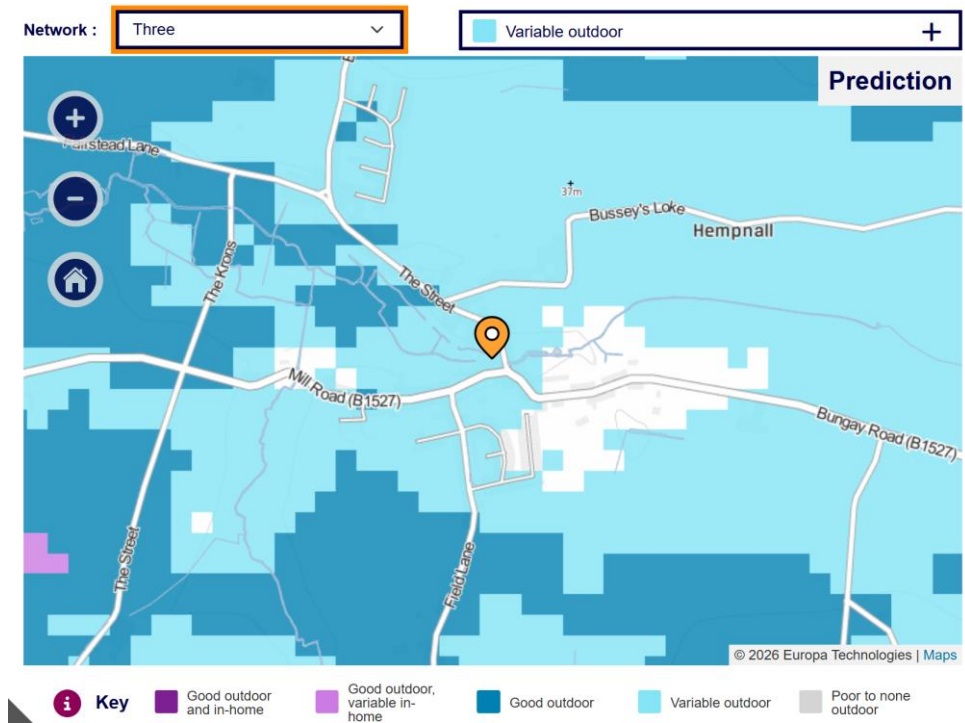 Network :
Three
Variable outdoor
Prediction
37m
Bussey's Loke
Hempnall
The Krons
The Street
Mill Road (B1527)
Bungay Road (B1527)
The Street
Field Lane
© 2026 Europa Technologies | Maps
Key
Good outdoor
and in-home
Good outdoor,
variable in-
home
Good outdoor
Variable outdoor
Poor to none
outdoor